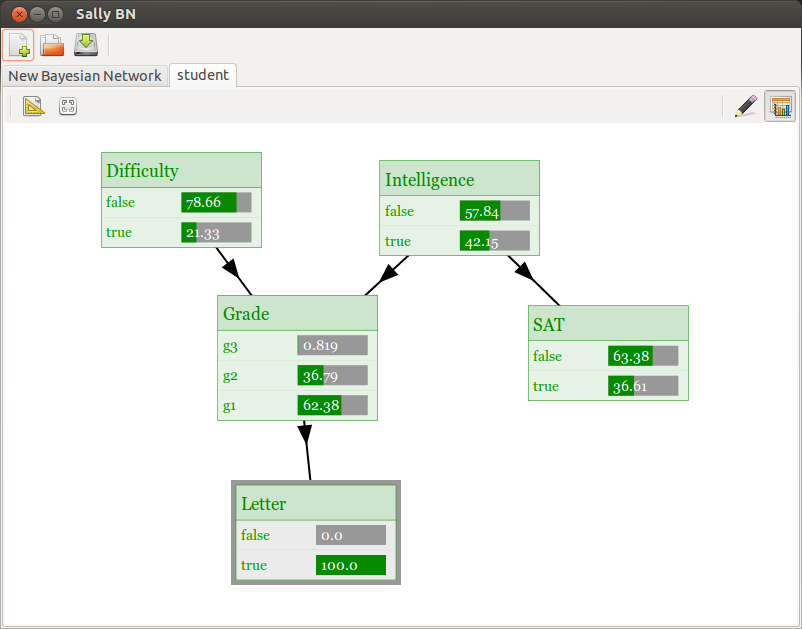 Sally BN
New Bayesian Network
student
Difficulty
false 78.66
true 21.33
Intelligence
false 57.84
true 42.15
Grade
g3 0.819
g2 36.79
g1 62.38
SAT
false 63.38
true 36.61
Letter
false 0.0
true 100.0